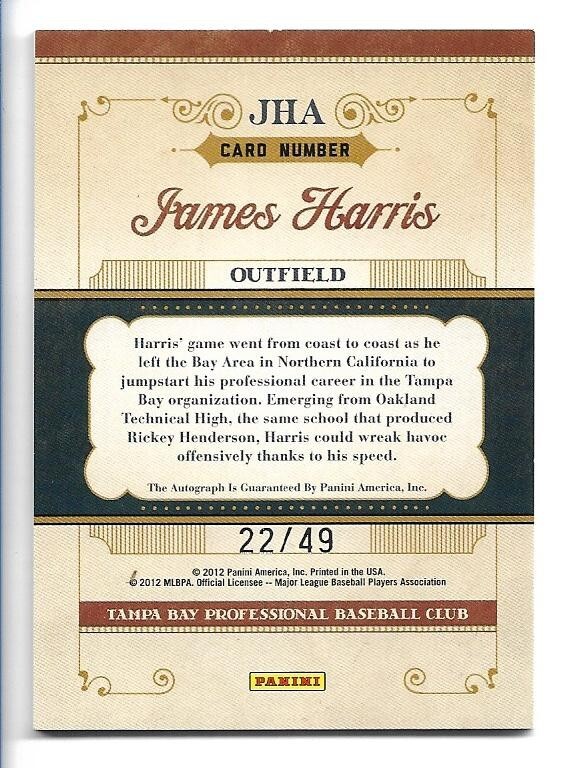 JHA
CARD NUMBER
James Harris
OUTFIELD
Harris' game went from coast to coast as he
left the Bay Area in Northern California to
jumpstart his professional career in the Tampa
Bay organization. Emerging from Oakland
Technical High, the same school that produced
Rickey Henderson, Harris could wreak havoc
offensively thanks to his speed.
The Autograph Is Guaranteed By Panini America, Inc.
22/49
© 2012 Panini America, Inc. Printed in the USA.
© 2012 MLBPA. Official Licensee -- Major League Baseball Players Association
TAMPA BAY PROFESSIONAL BASEBALL CLUB
PANINI